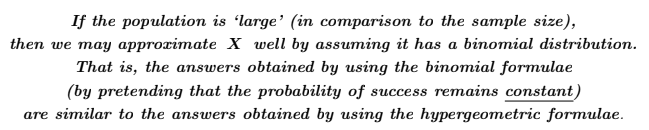 If the population is ‘large’ (in comparison to the sample size),
then we may approximate X well by assuming it has a binomial distribution.
That is, the answers obtained by using the binomial formulae
(by pretending that the probability of success remains constant)
are similar to the answers obtained by using the hypergeometric formulae.